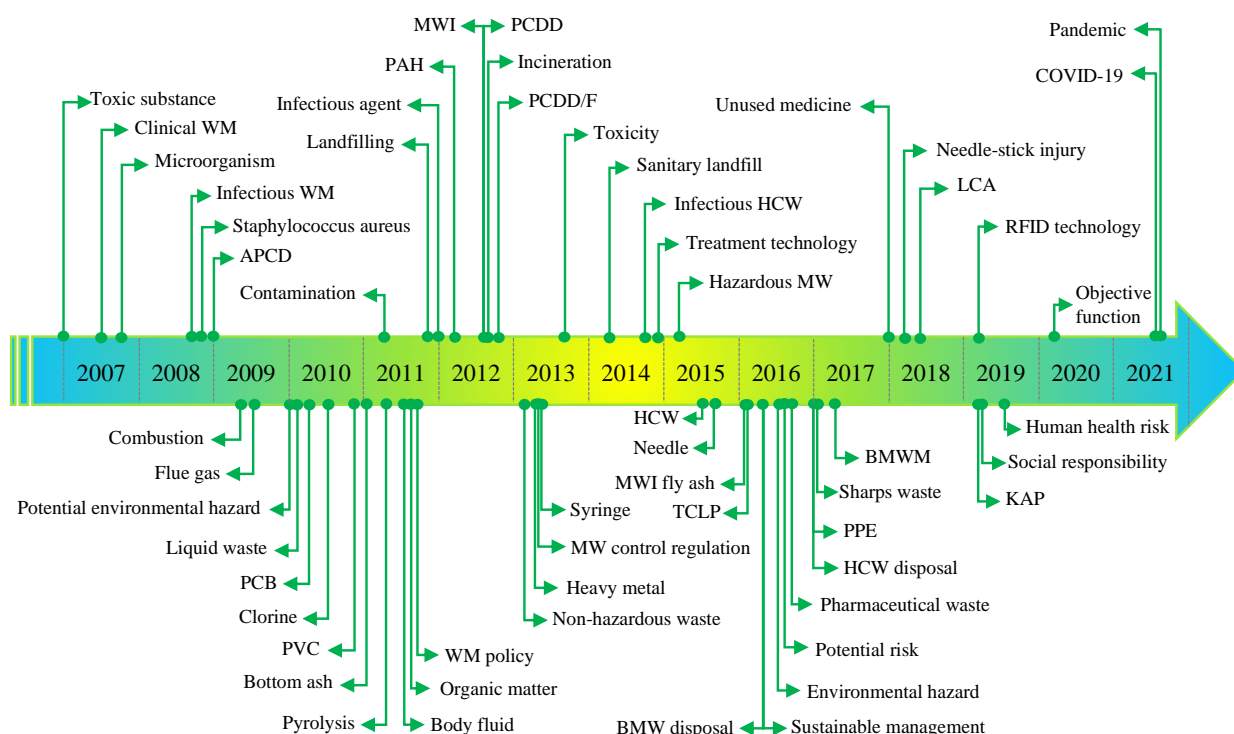 MWI
PCDD
Pandemic
PAH
Incineration
COVID-19
Toxic substance
Infectious agent
PCDD/F
Unused medicine
Clinical WM
Landfilling
Toxicity
Needle-stick injury
Microorganism
Sanitary landfill
LCA
Infectious WM
Infectious HCW
Staphylococcus aureus
RFID technology
Treatment technology
APCD
Hazardous MW
Contamination
Objective
function
2007
2008
2009
2010
2011
2012
2013
2014
2015
2016
2017
2018
2019
2020
2021
HCW
Human health risk
Combustion
Needle
BMWM
Social responsibility
Flue gas
MWI fly ash
Sharps waste
KAP
Potential environmental hazard
Syringe
TCLP
PPE
Liquid waste
MW control regulation
HCW disposal
PCB
Heavy metal
Pharmaceutical waste
Clorine
Non-hazardous waste
PVC
WM policy
Potential risk
Bottom ash
Organic matter
Environmental hazard
Pyrolysis
Body fluid
BMW disposal
Sustainable management